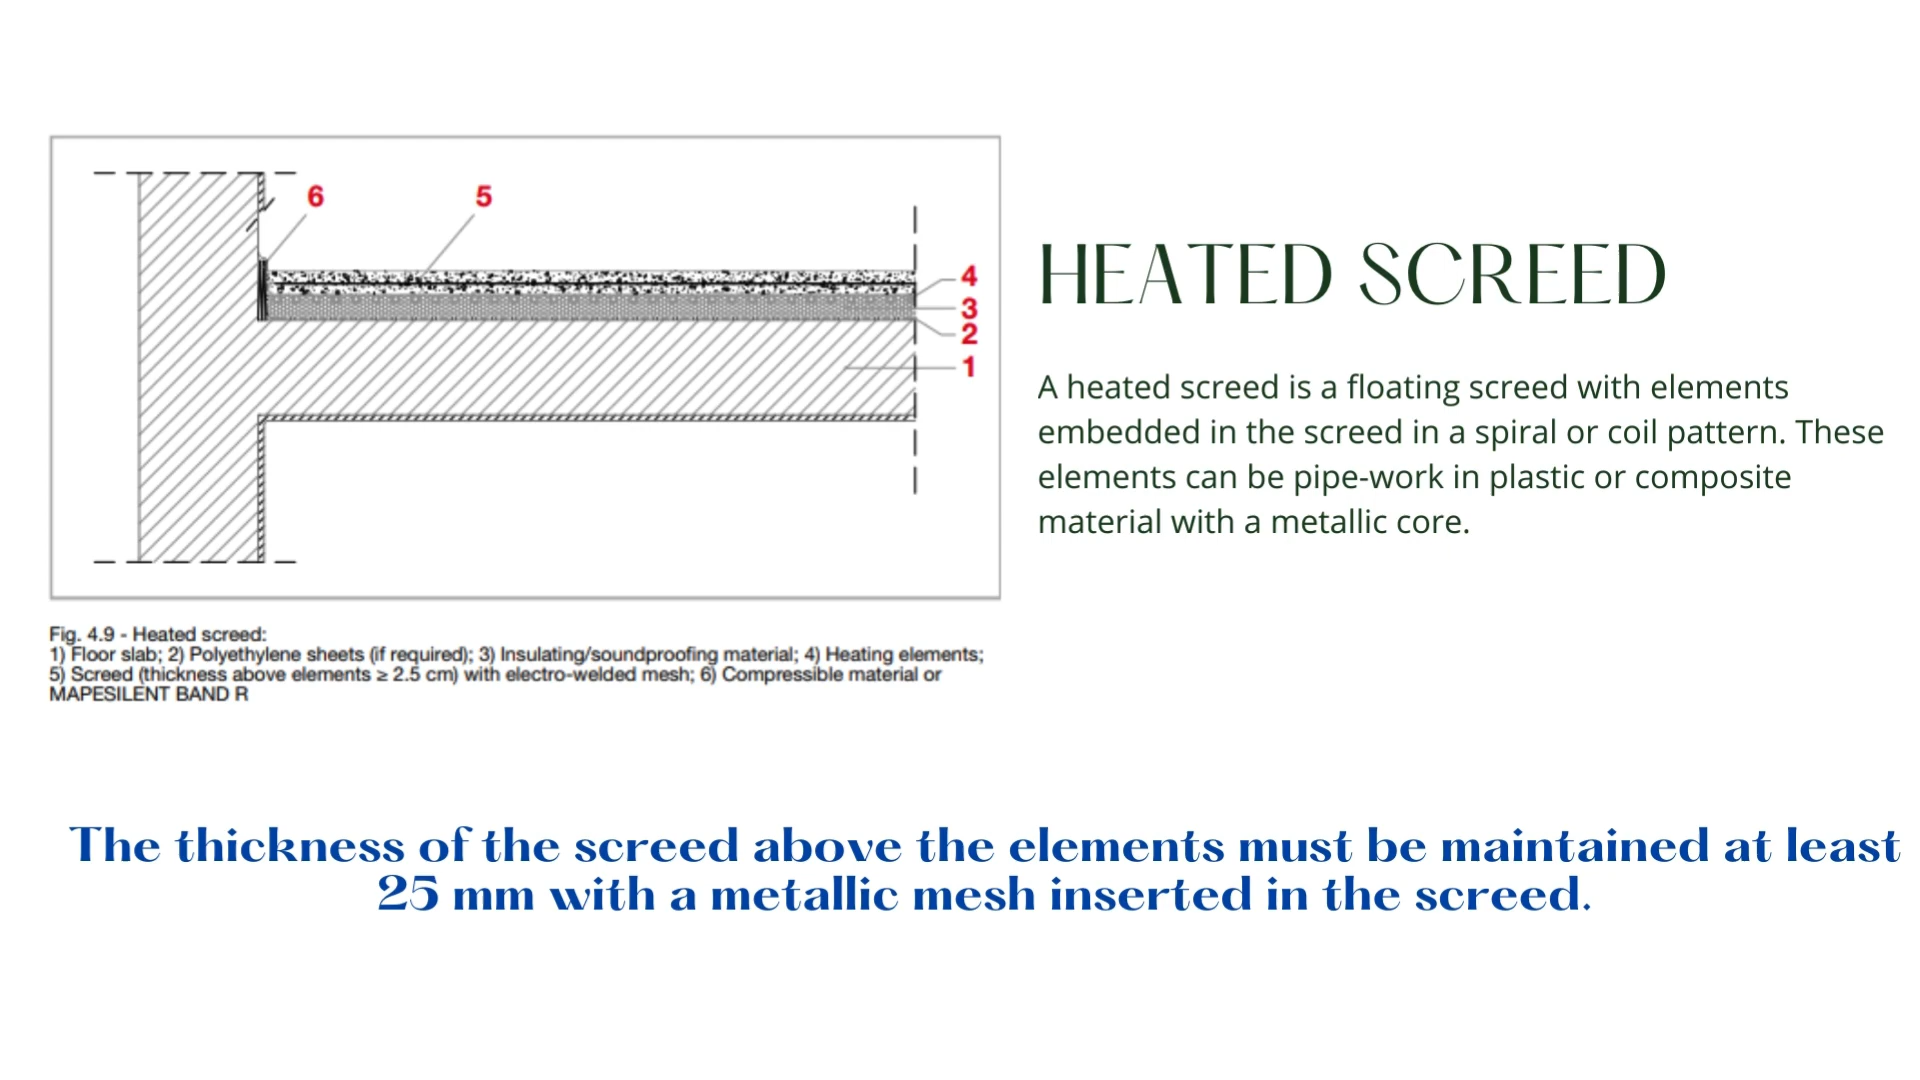 6
5
4
3
2
1
HEATED SCREED
A heated screed is a floating screed with elements
embedded in the screed in a spiral or coil pattern. These
elements can be pipe-work in plastic or composite
material with a metallic core.
Fig. 4.9 - Heated screed:
1) Floor slab; 2) Polyethylene sheets (if required); 3) Insulating/soundproofing material; 4) Heating elements;
5) Screed (thickness above elements ≥ 2.5 cm) with electro-welded mesh; 6) Compressible material or
MAPESILENT BAND R
The thickness of the screed above the elements must be maintained at least
25 mm with a metallic mesh inserted in the screed.